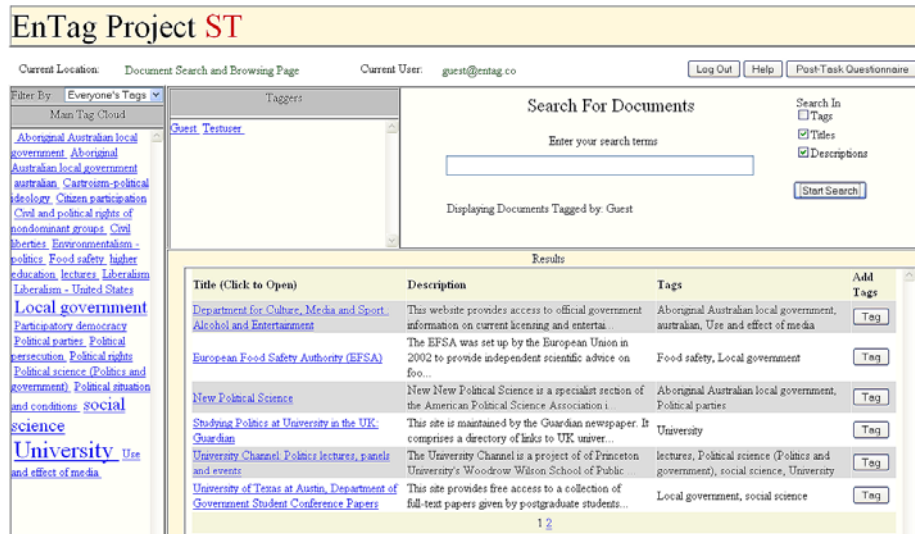 EnTag Project ST
Current Location: Document Search and Browsing Page Current User: guest@entag.co Log Out Help Post-Task Questionnaire
Filter By Everyone's Tags
Main Tag Cloud
Aboriginal Australian local
government Aboriginal
Australian local government
australian Castroism-political
ideology Citizen participation
Civil and political rights of
nondominant groups Civil
liberties Environmentalism -
politics Food safety higher
education lectures Liberalism
Liberalism - United States
Local government
Participatory democracy
Political parties Political
persecution Political rights
Political science (Politics and
government) Political situation
and conditions social
science
University Use
and effect of media
Taggers
Guest Testuser
Search For Documents
Enter your search terms
Displaying Documents Tagged by: Guest
Search In
Tags
Titles
Descriptions
Start Search
Results
Title (Click to Open) Description Tags Add
Tags
Department for Culture, Media and Sport
Alcohol and Entertainment
This website provides access to official government
information on current licensing and entertai...
Aboriginal Australian local government,
australian, Use and effect of media
Tag
European Food Safety Authority (EFSA)
The EFSA was set up by the European Union in
2002 to provide independent scientific advice on
foo...
Food safety, Local government
Tag
New Political Science
New New Political Science is a specialist section of
the American Political Science Association i...
Aboriginal Australian local government,
Political parties
Tag
Studying Politics at University in the UK:
Guardian
This site is maintained by the Guardian newspaper. It
comprises a directory of links to UK univer...
University
Tag
University Channel: Politics lectures, panels
and events
The University Channel is a project of of Princeton
University's Woodrow Wilson School of Public ...
lectures, Political science (Politics and
government), social science, University
Tag
University of Texas at Austin, Department of
Government Student Conference Papers
This site provides free access to a collection of
full-text papers given by postgraduate students...
Local government, social science
Tag
1 2